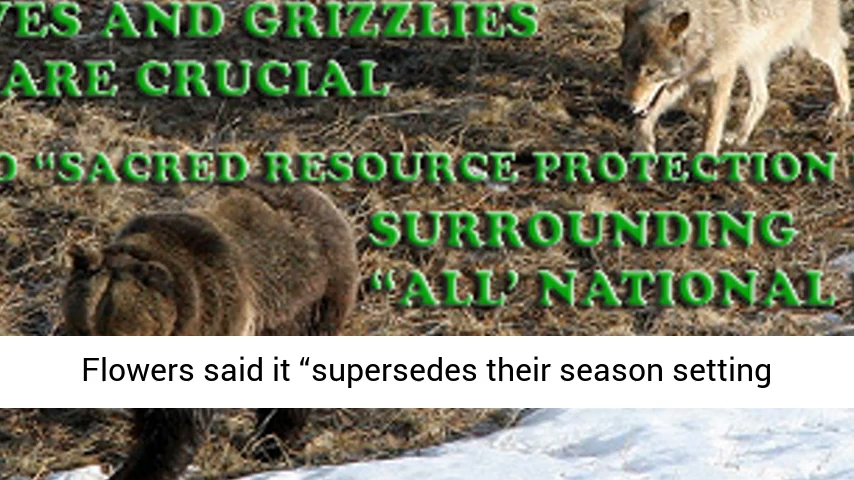 VES AND GRIZZLIES
ARE CRUCIAL
“SACRED RESOURCE PROTECTION
SURROUNDING
“ALL’ NATIONAL
Flowers said it “supersedes their season setting